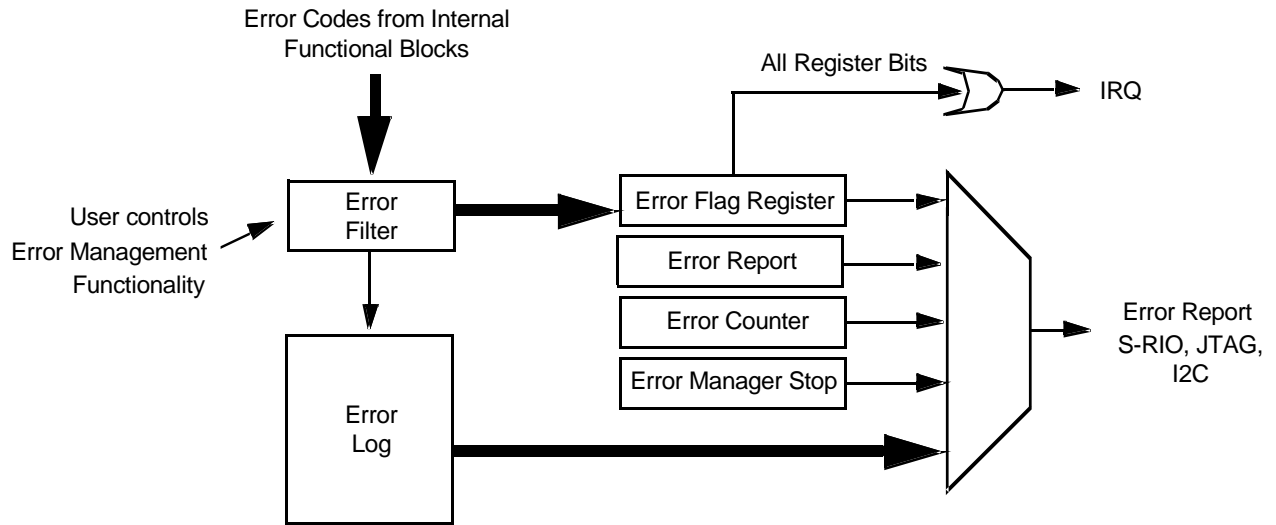 Error Codes from Internal
Functional Blocks
All Register Bits
IRQ
User controls
Error Management
Functionality
Error
Filter
Error Flag Register
Error Report
Error Counter
Error Manager Stop
Error
Log
Error Report
S-RIO, JTAG,
I2C